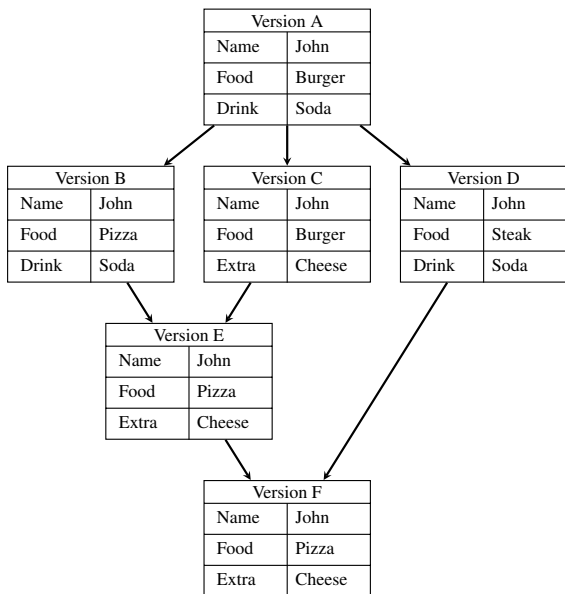 Version A
Name John
Food Burger
Drink Soda
Version B
Name John
Food Pizza
Drink Soda
Version C
Name John
Food Burger
Extra Cheese
Version D
Name John
Food Steak
Drink Soda
Version E
Name John
Food Pizza
Extra Cheese
Version F
Name John
Food Pizza
Extra Cheese